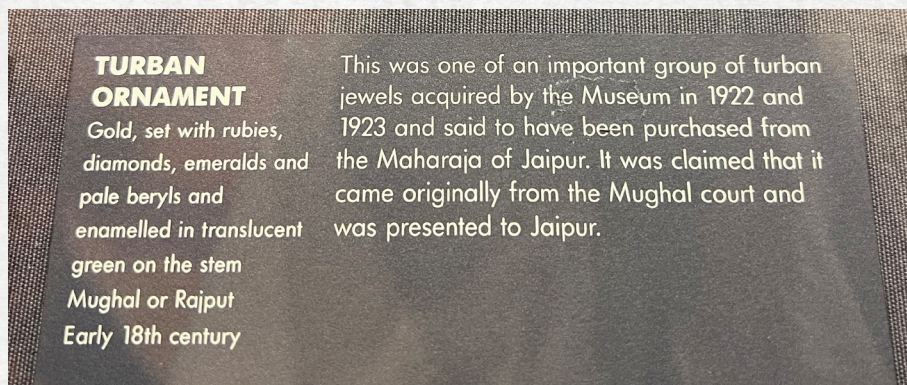 TURBAN
ORNAMENT
Gold, set with rubies,
diamonds, emeralds and
pale beryls and
enamelled in translucent
green on the stem
Mughal or Rajput
Early 18th century
This was one of an important group of turban
jewels acquired by the Museum in 1922 and
1923 and said to have been purchased from
the Maharaja of Jaipur. It was claimed that it
came originally from the Mughal court and
was presented to Jaipur.